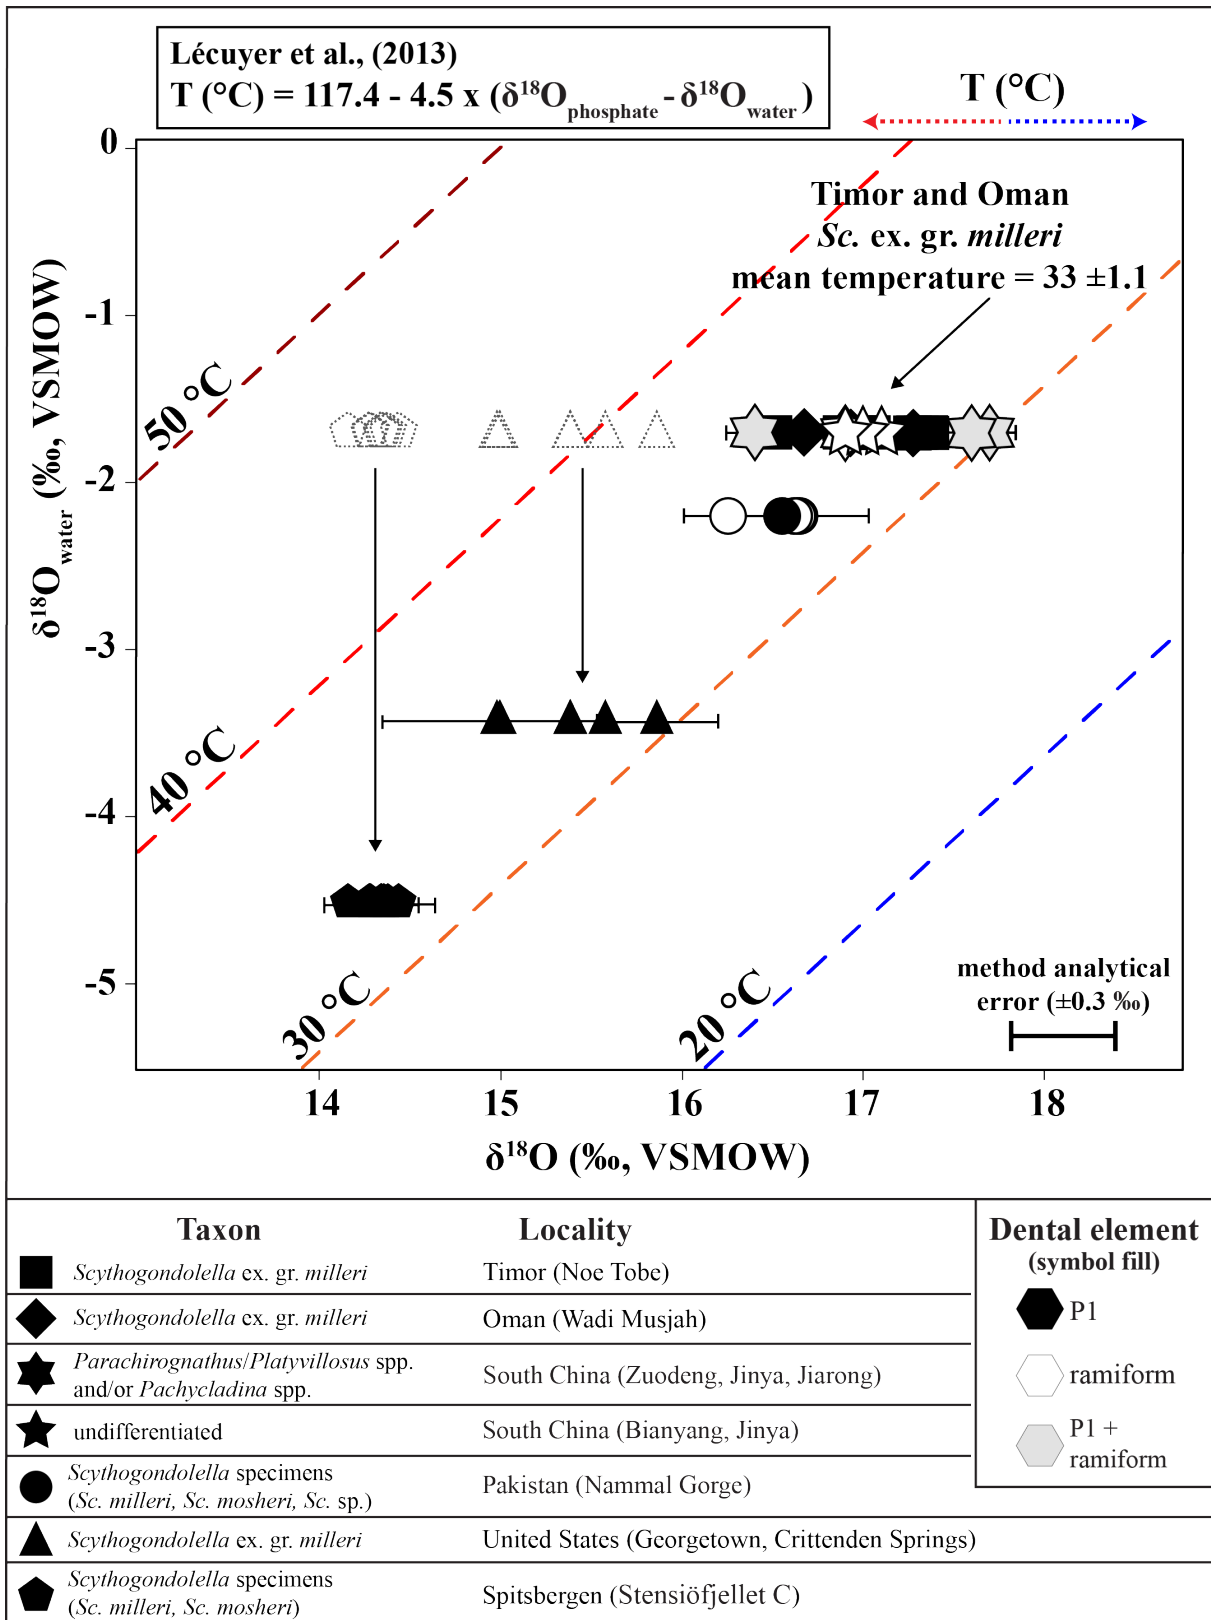 Lécuyer et al., (2013)
T (°C) = 117.4 - 4.5 x (δ¹⁸Ophosphate - δ¹⁸Owater )
T (°C)
0
-1
-2
-3
-4
-5
δ¹⁸Owater (‰, VSMOW)
Timor and Oman
Sc. ex. gr. milleri
mean temperature = 33 ±1.1
50 °C
40 °C
30 °C
20 °C
method analytical
error (±0.3 ‰)
14 15 16 17 18
δ¹⁸O (‰, VSMOW)
Taxon Locality
Scythogondolella ex. gr. milleri Timor (Noe Tobe)
Scythogondolella ex. gr. milleri Oman (Wadi Musjah)
Parachirognathus/Platyvillosus spp.
and/or Pachycladina spp. South China (Zuodeng, Jinya, Jiarong)
undifferentiated South China (Bianyang, Jinya)
Scythogondolella specimens
(Sc. milleri, Sc. mosheri, Sc. sp.) Pakistan (Nammal Gorge)
Scythogondolella ex. gr. milleri United States (Georgetown, Crittenden Springs)
Scythogondolella specimens
(Sc. milleri, Sc. mosheri) Spitsbergen (Stensiöfjellet C)
Dental element
(symbol fill)
P1
ramiform
P1 +
ramiform